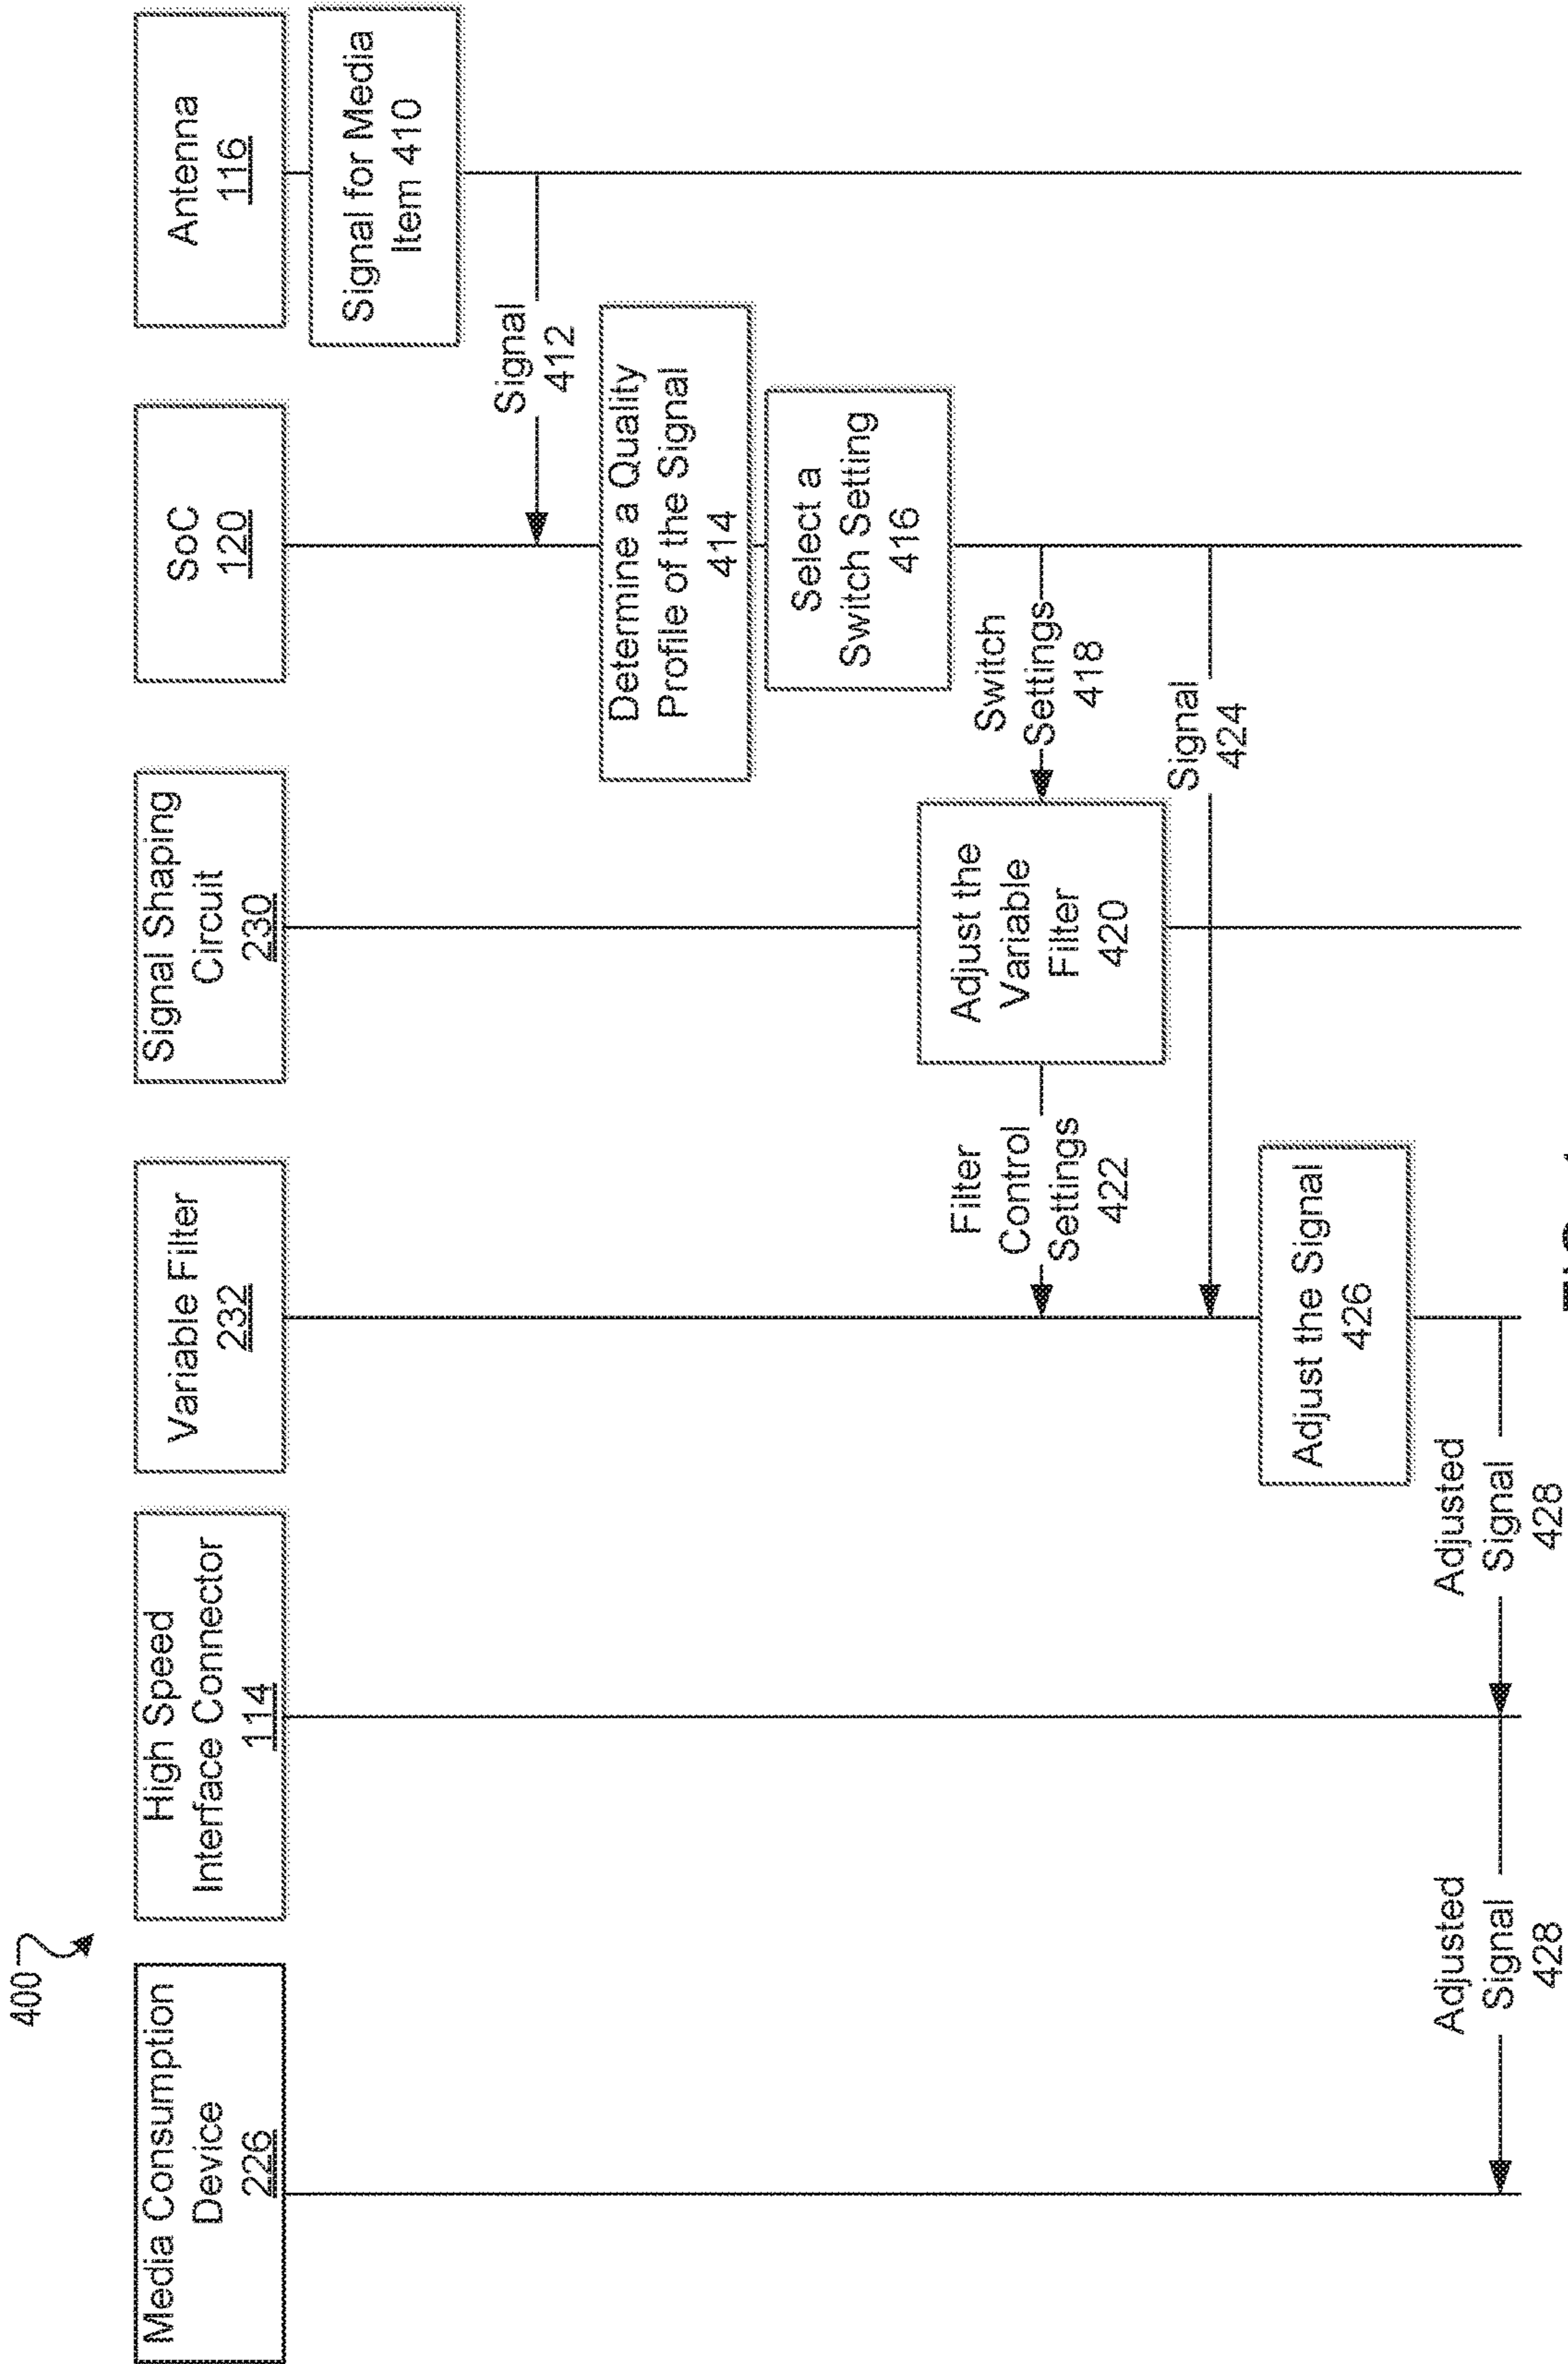 400
Media Consumption
Device
226
High Speed
Interface Connector
114
Variable Filter
232
Signal Shaping
Circuit
230
SoC
120
Antenna
116
Signal for Media
Item 410
Signal
412
Determine a Quality
Profile of the Signal
414
Select a
Switch Setting
416
Switch
Settings
418
Adjust the
Variable
Filter
420
Filter
Control
Settings
422
Signal
424
Adjust the Signal
426
Adjusted
Signal
428
Adjusted
Signal
428